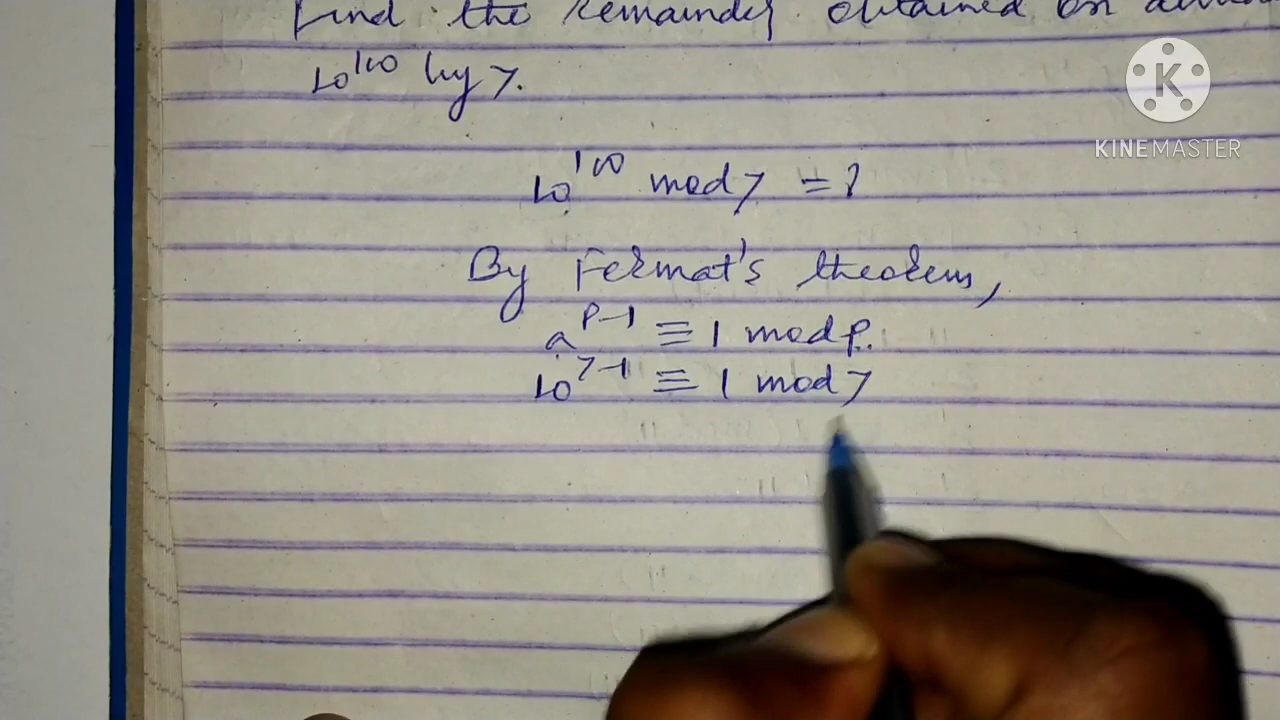 find the remainder obtained on
10^100 by 7.
10^100 mod 7 = ?
By Fermat's theorem,
a^p-1 ≡ 1 mod p.
10^7-1 ≡ 1 mod 7
K
KINEMASTER